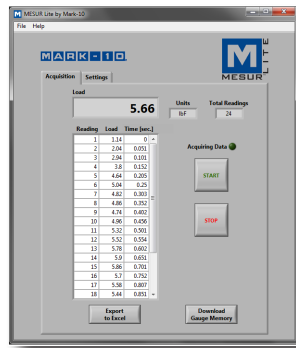 MESUR Lite by Mark-10
File Help
MARK-10
MESUR
LITE
Acquisition Settings
Load
5.66
Units
lbF
Total Readings
24
Reading Load Time (sec.)
1 1.14 0
2 2.04 0.051
3 2.94 0.101
4 3.8 0.152
5 4.64 0.205
6 5.04 0.25
7 4.82 0.303
8 4.86 0.352
9 4.74 0.402
10 4.96 0.456
11 5.32 0.501
12 5.52 0.554
13 5.78 0.602
14 5.9 0.651
15 5.86 0.701
16 5.7 0.752
17 5.58 0.807
18 5.44 0.851
Acquiring Data
START
STOP
Export
to Excel
Download
Gauge Memory